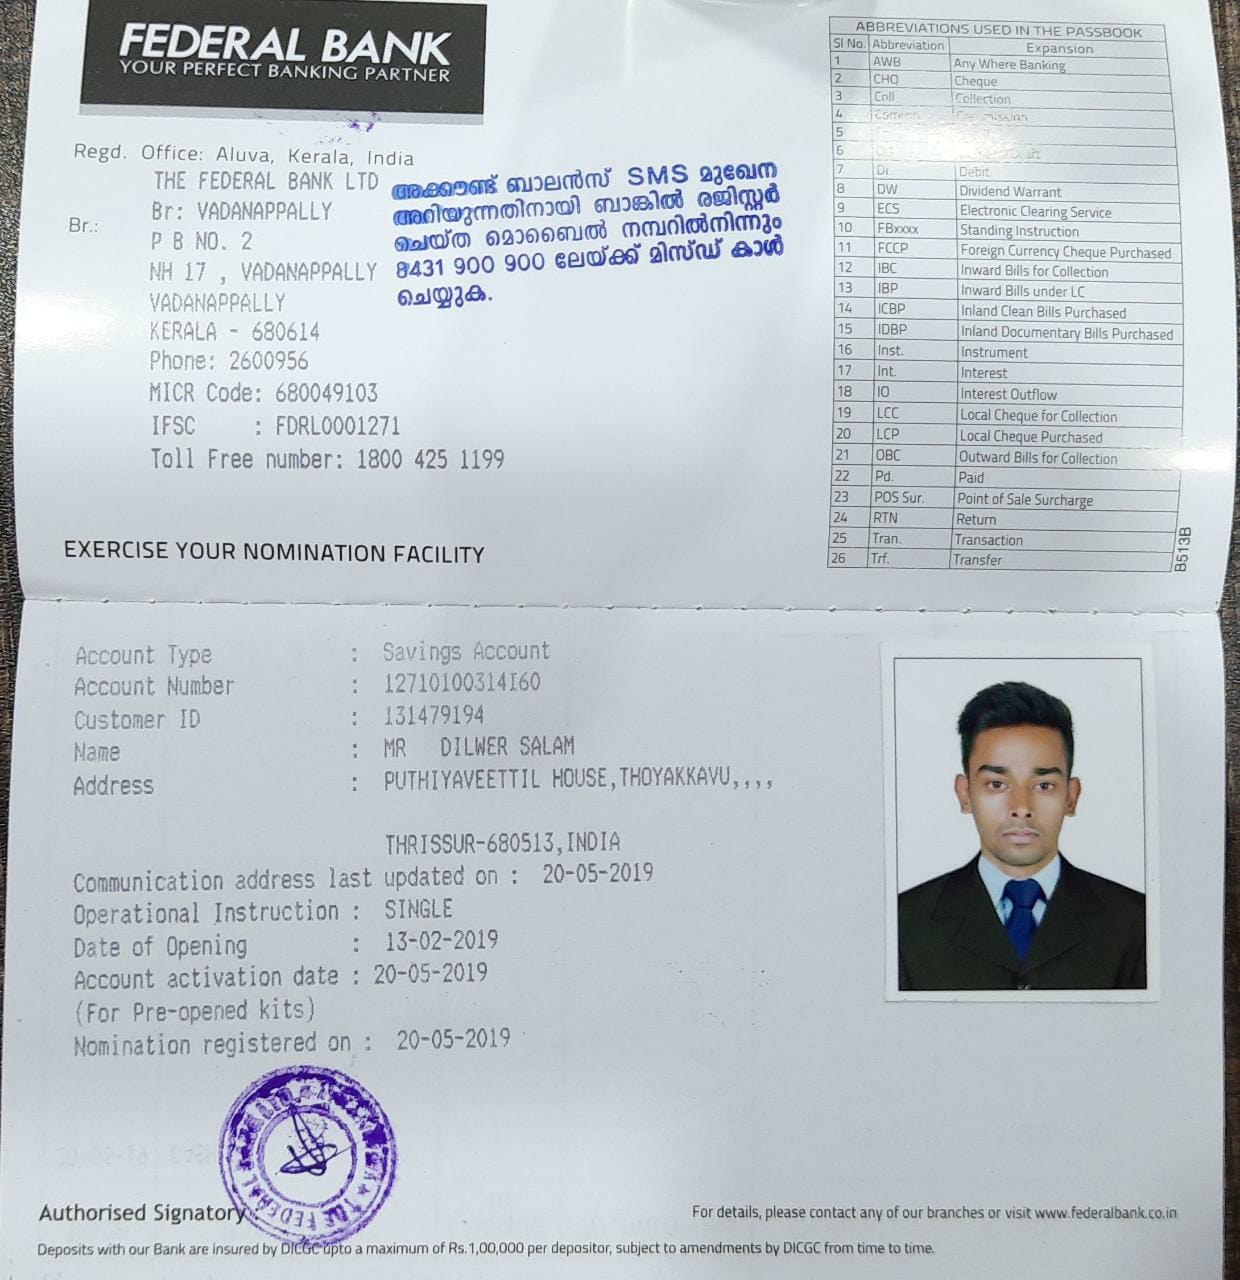 FEDERAL BANK
YOUR PERFECT BANKING PARTNER
Regd. Office: Aluva, Kerala, India
THE FEDERAL BANK LTD
Br.: Br: VADANAPPALLY
P B NO. 2
NH 17 , VADANAPPALLY
VADANAPPALLY
KERALA - 680614
Phone: 2600956
MICR Code: 680049103
IFSC : FDRL0001271
Toll Free number: 1800 425 1199
അക്കൗണ്ട് ബാലൻസ് SMS മുഖേന
അറിയുന്നതിനായി ബാങ്കിൽ രജിസ്റ്റർ
ചെയ്ത മൊബൈൽ നമ്പറിൽനിന്നും
8431 900 900 ലേയ്ക്ക് മിസ്ഡ് കാൾ
ചെയ്യുക.
EXERCISE YOUR NOMINATION FACILITY
ABBREVIATIONS USED IN THE PASSBOOK
Sl No. Abbreviation Expansion
1 AWB Any Where Banking
2 CHQ Cheque
3 Coll Collection
4
5
6
7 Dr. Debit
8 DW Dividend Warrant
9 ECS Electronic Clearing Service
10 FBxxxx Standing Instruction
11 FCCP Foreign Currency Cheque Purchased
12 IBC Inward Bills for Collection
13 IBP Inward Bills under LC
14 ICBP Inland Clean Bills Purchased
15 IDBP Inland Documentary Bills Purchased
16 Inst. Instrument
17 Int. Interest
18 IO Interest Outflow
19 LCC Local Cheque for Collection
20 LCP Local Cheque Purchased
21 OBC Outward Bills for Collection
22 Pd. Paid
23 POS Sur. Point of Sale Surcharge
24 RTN Return
25 Tran. Transaction
26 Trf. Transfer
B513B
Account Type : Savings Account
Account Number : 12710100314160
Customer ID : 131479194
Name : MR DILWER SALAM
Address : PUTHIYAVEETTIL HOUSE,THOYAKKAVU,,,,
THRISSUR-680513,INDIA
Communication address last updated on : 20-05-2019
Operational Instruction : SINGLE
Date of Opening : 13-02-2019
Account activation date : 20-05-2019
(For Pre-opened kits)
Nomination registered on : 20-05-2019
THE FEDERAL
Authorised Signatory
For details, please contact any of our branches or visit www.federalbank.co.in
Deposits with our Bank are Insured by DICGC upto a maximum of Rs.1,00,000 per depositor, subject to amendments by DICGC from time to time.